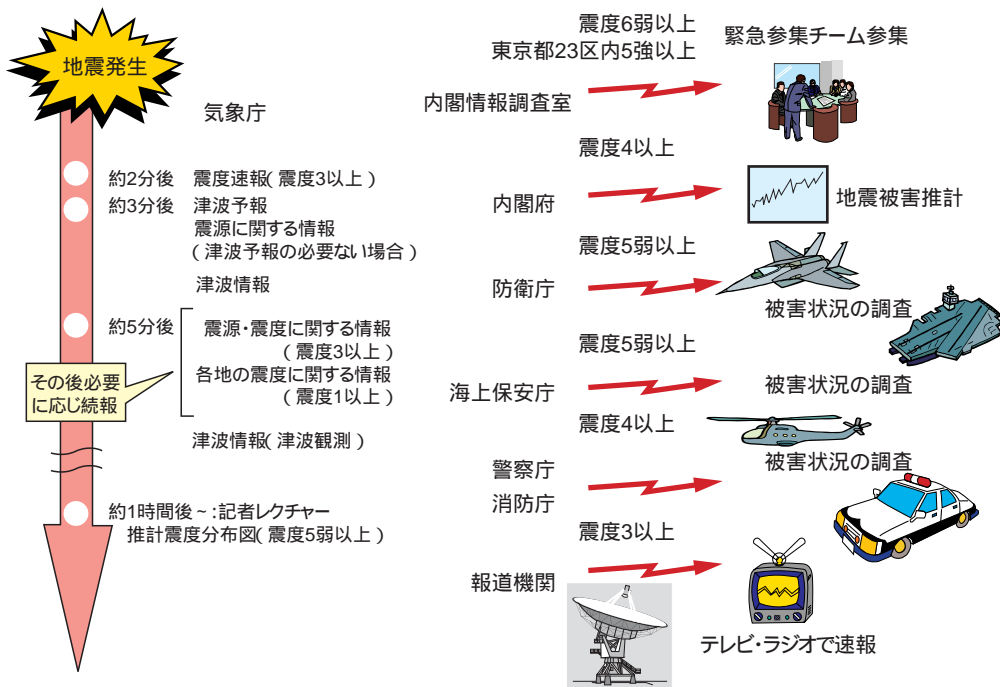 地震発生
気象庁
約2分後 震度速報(震度3以上)
約3分後 津波予報
震源に関する情報
(津波予報の必要ない場合)
津波情報
約5分後
震源・震度に関する情報
(震度3以上)
各地の震度に関する情報
(震度1以上)
その後必要
に応じ続報
津波情報(津波観測)
約1時間後~:記者レクチャー
推計震度分布図(震度5弱以上)
震度6弱以上
東京都23区内5強以上
内閣情報調査室
緊急参集チーム参集
震度4以上
内閣府
地震被害推計
震度5弱以上
防衛庁
被害状況の調査
震度5弱以上
海上保安庁
被害状況の調査
震度4以上
警察庁
消防庁
被害状況の調査
震度3以上
報道機関
テレビ・ラジオで速報